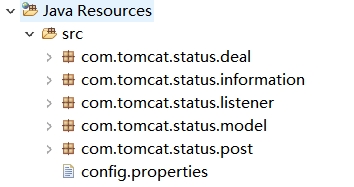 Java Resources
src
com.tomcat.status.deal
com.tomcat.status.information
com.tomcat.status.listener
com.tomcat.status.model
com.tomcat.status.post
config.properties